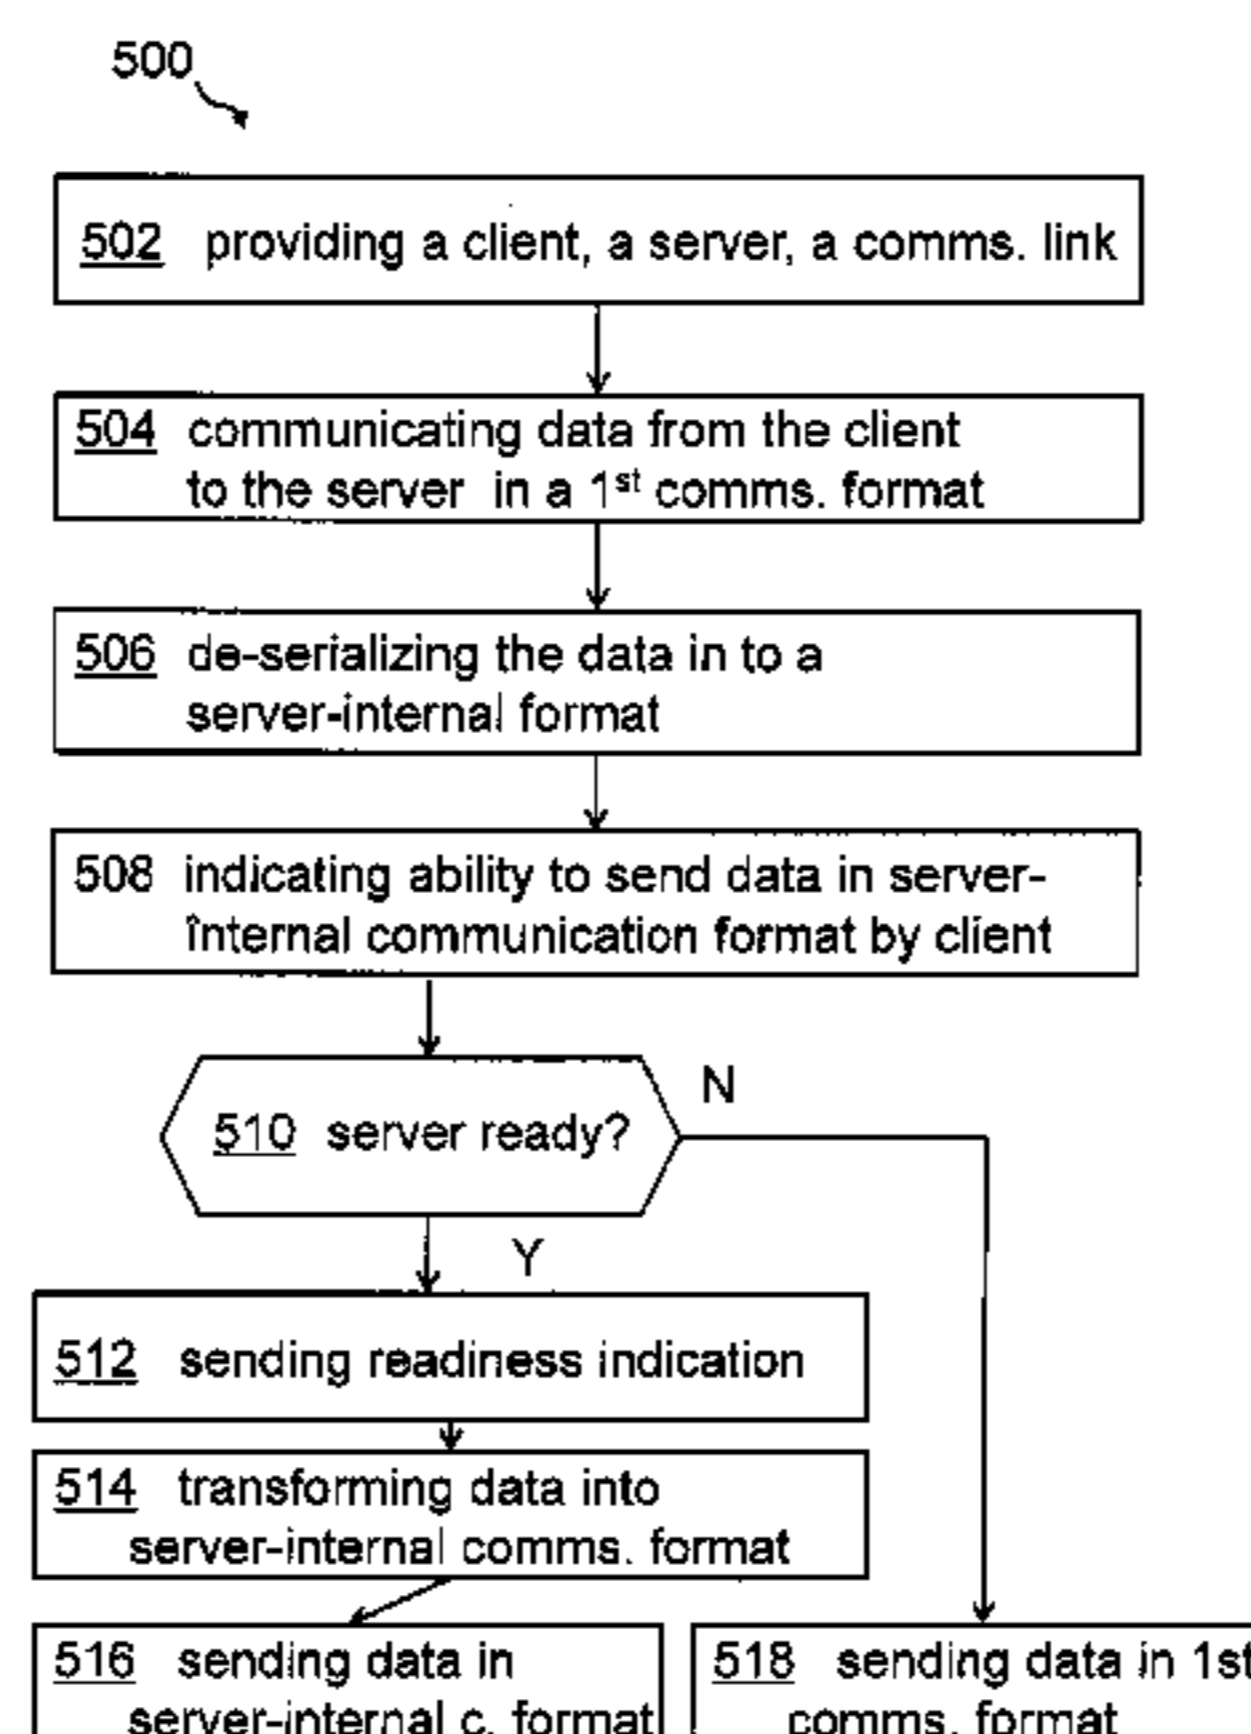 500
502 providing a client, a server, a comms. link
504 communicating data from the client
to the server in a 1st comms. format
506 de-serializing the data in to a
server-internal format
508 indicating ability to send data in server-
internal communication format by client
510 server ready?
N
Y
512 sending readiness indication
514 transforming data into
server-internal comms. format
516 sending data in
server-internal c. format
518 sending data in 1st
comms. format